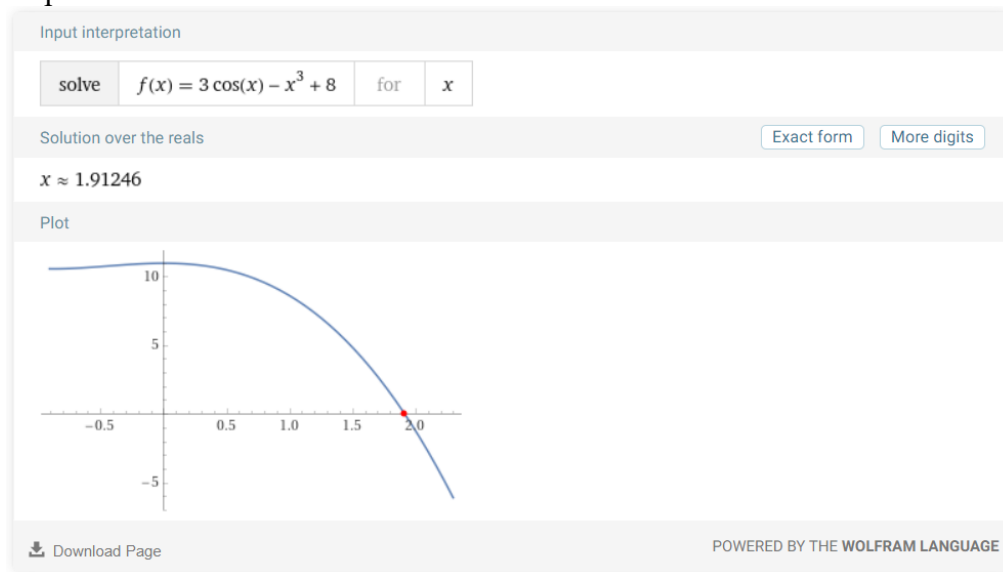 Input interpretation
solve f(x) = 3 cos(x) − x³ + 8 for x
Solution over the reals
Exact form More digits
x ≈ 1.91246
Plot
10
5
−0.5 0.5 1.0 1.5 2.0
−5
Download Page
POWERED BY THE WOLFRAM LANGUAGE